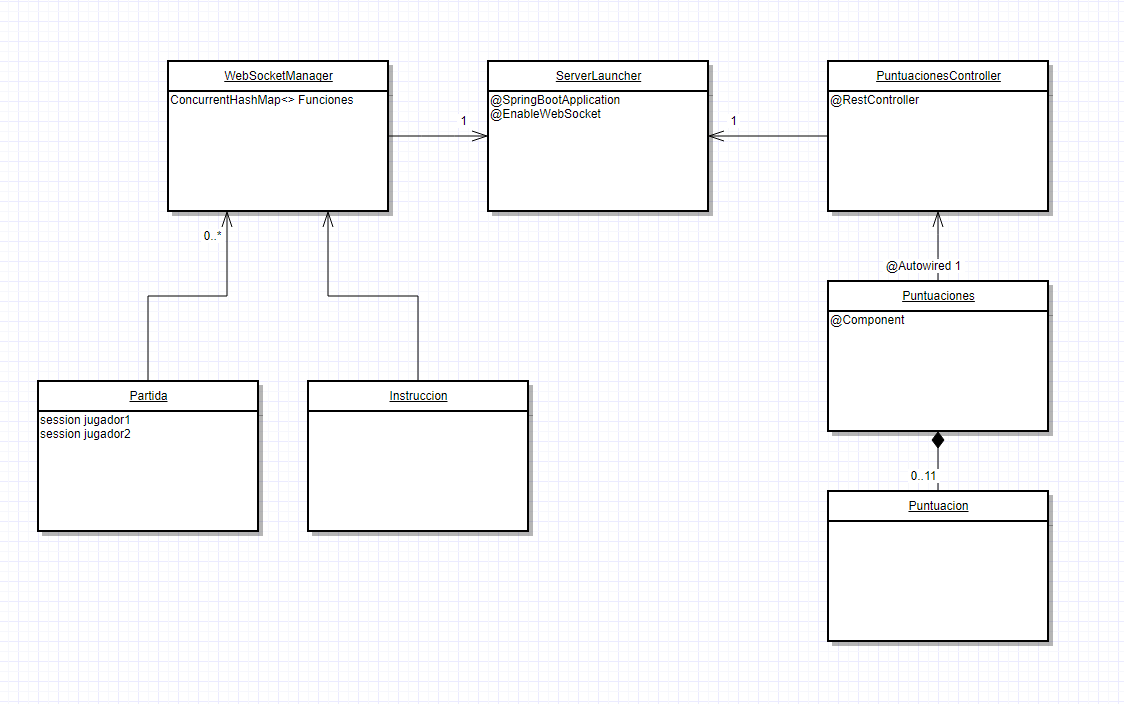 WebSocketManager
ConcurrentHashMap<> Funciones
ServerLauncher
@SpringBootApplication
@EnableWebSocket
PuntuacionesController
@RestController
1
1
0..*
@Autowired 1
Puntuaciones
@Component
Partida
session jugador1
session jugador2
Instruccion
0..11
Puntuacion